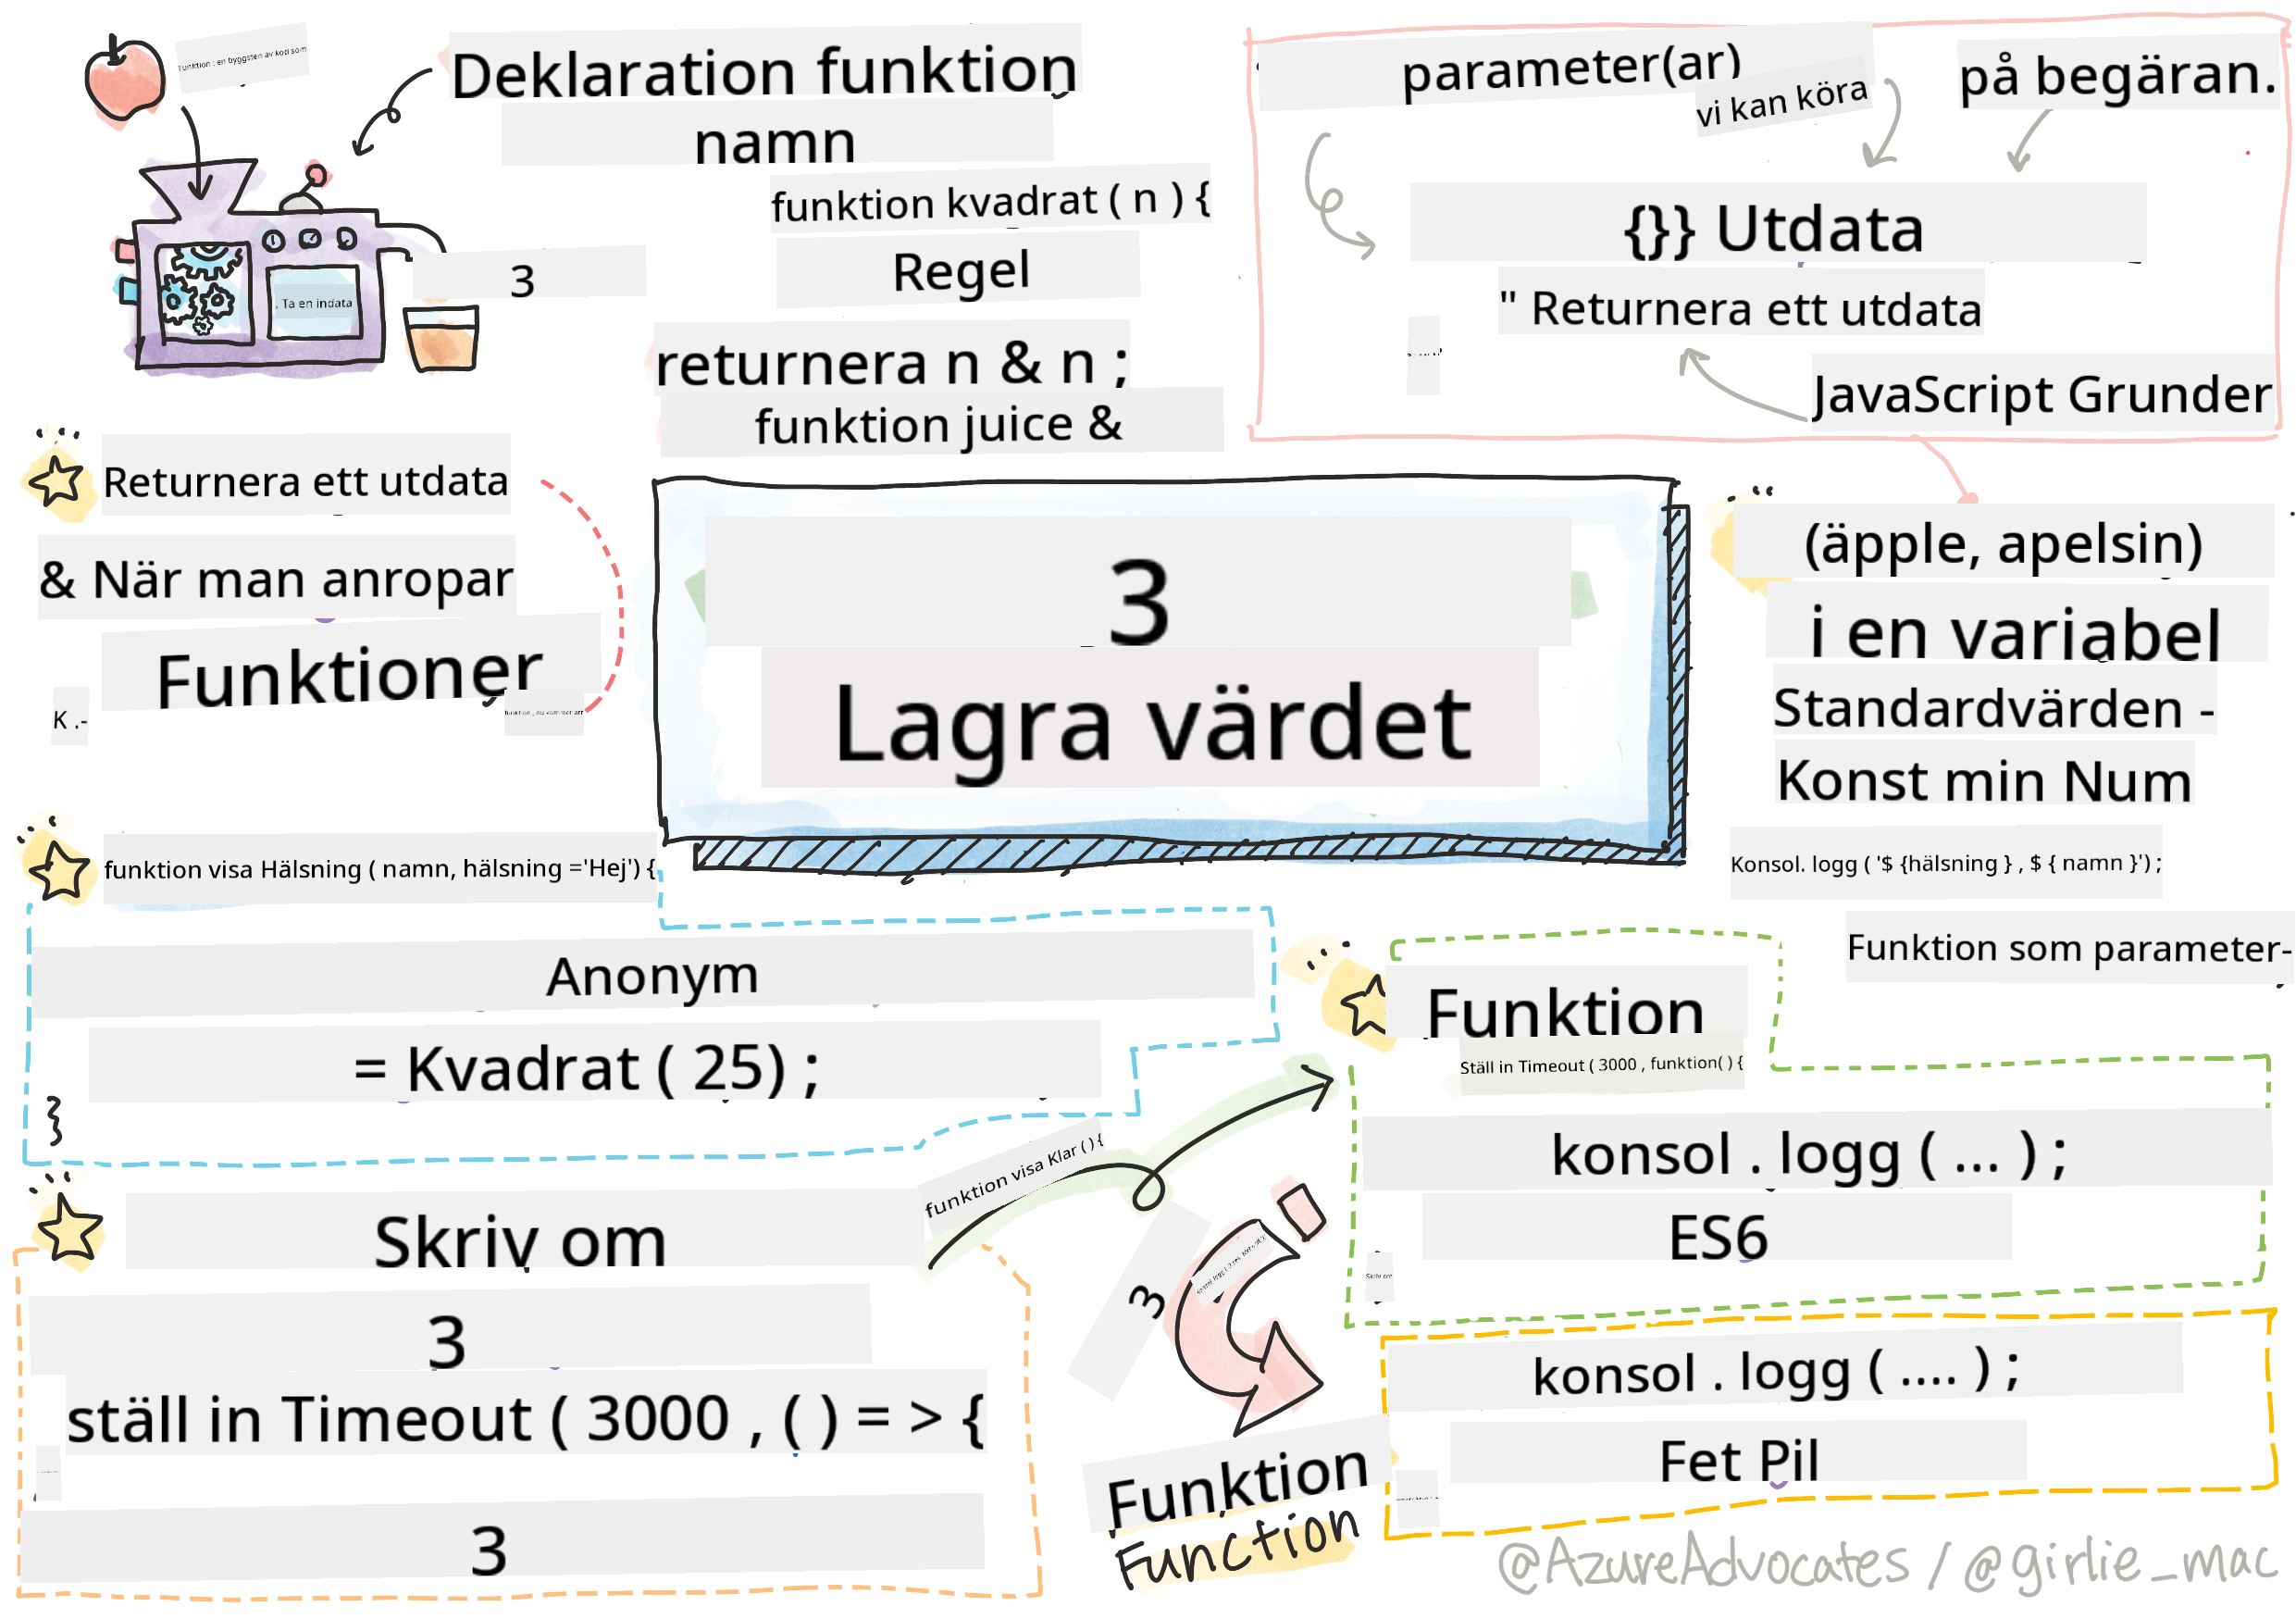 funktion : en byggsten av kod som
Deklaration funktion
namn
parameter(ar)
vi kan köra
på begäran.
funktion kvadrat ( n ) {
Regel
3
. Ta en indata
returnera n & n ;
funktion juice &
{}} Utdata
" Returnera ett utdata
JavaScript Grunder
Returnera ett utdata
& När man anropar
Funktioner
K .-
3
Lagra värdet
(äpple, apelsin)
i en variabel
Standardvärden -
Konst min Num
Konsol. logg ( '$ {hälsning } , $ { namn }') ;
Funktion som parameter-
funktion visa Hälsning ( namn, hälsning ='Hej') {
Anonym
= Kvadrat ( 25) ;
}
Funktion
Ställ in Timeout ( 3000 , funktion( ) {
konsol . logg ( ... ) ;
ES6
Skriv om
funktion visa Klar ( ) {
Skriv om
3
ställ in Timeout ( 3000 , ( ) = > {
3
3
konsol . logg ( .... ) ;
Fet Pil
Funktion
Function
@AzureAdvocates / @girlie_mac